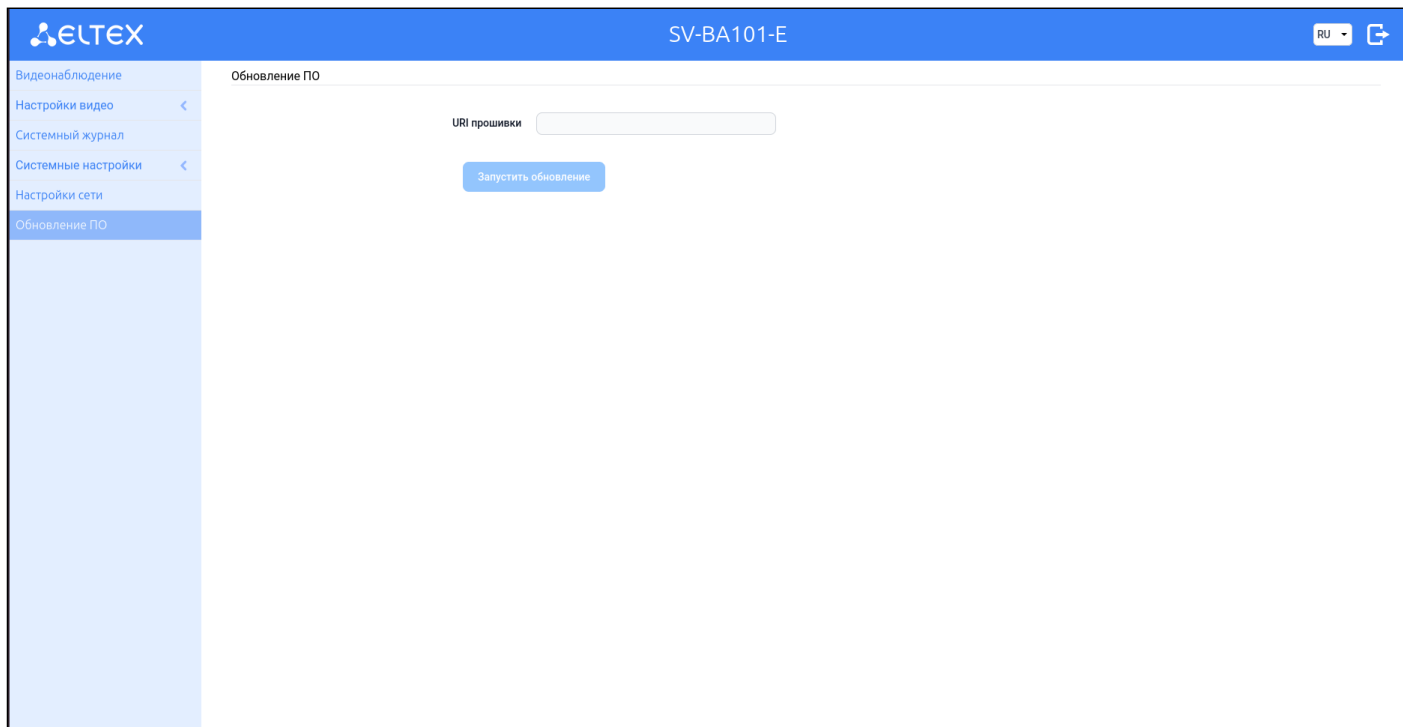 ELTEX
SV-BA101-E
RU
Видеонаблюдение
Обновление ПО
Настройки видео
URI прошивки
Системный журнал
Системные настройки
Запустить обновление
Настройки сети
Обновление ПО